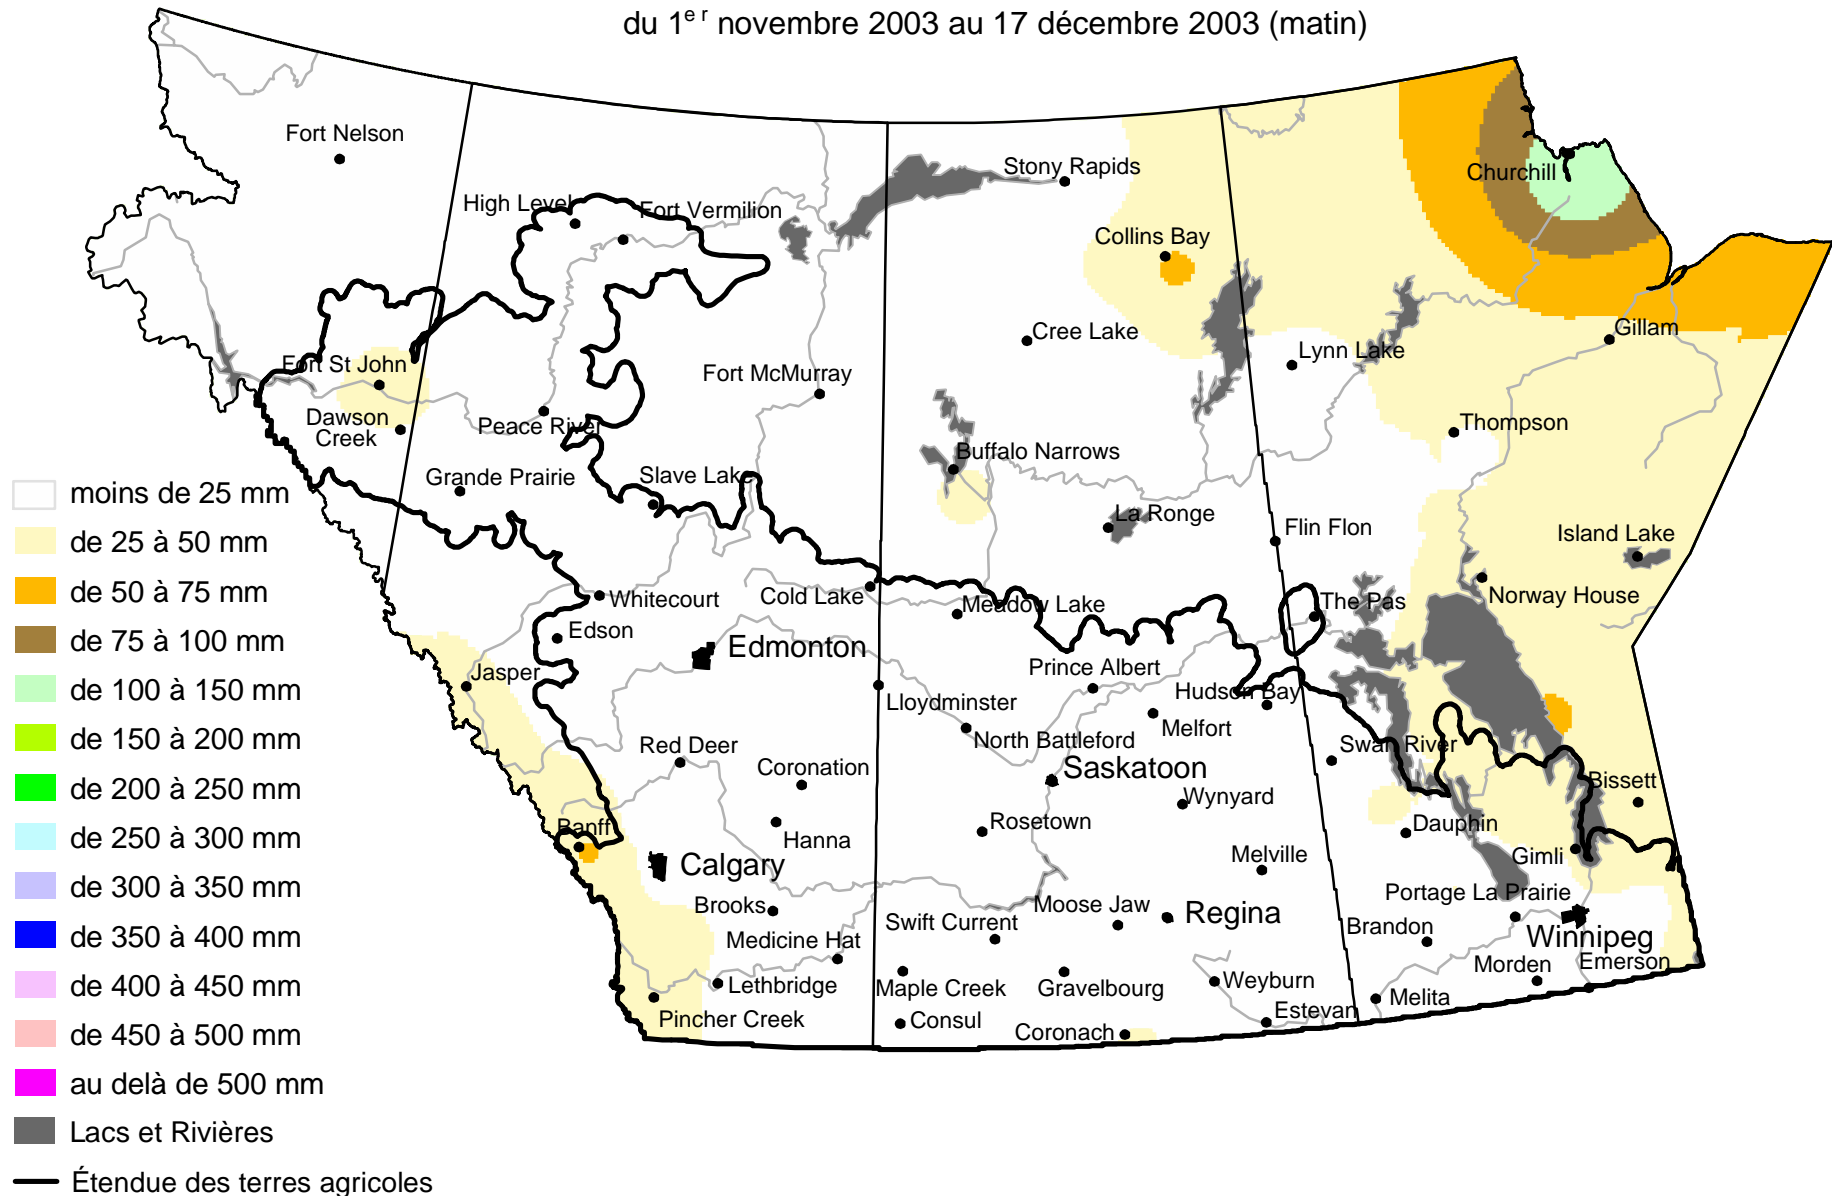 du 1er novembre 2003 au 17 décembre 2003 (matin)
Fort Nelson
High Level
Fort Vermilion
Stony Rapids
Churchill
Collins Bay
Cree Lake
Gillam
Lynn Lake
Fort St John
Fort McMurray
Dawson
Creek
Peace River
Thompson
Buffalo Narrows
Grande Prairie
Slave Lake
La Ronge
Flin Flon
Island Lake
Whitecourt
Cold Lake
Meadow Lake
The Pas
Norway House
Edson
Edmonton
Jasper
Prince Albert
Hudson Bay
Lloydminster
Melfort
North Battleford
Red Deer
Swan River
Coronation
Saskatoon
Bissett
Wynyard
Banff
Hanna
Rosetown
Dauphin
Calgary
Melville
Gimli
Brooks
Portage La Prairie
Moose Jaw
Regina
Swift Current
Brandon
Medicine Hat
Winnipeg
Morden
Emerson
Lethbridge
Maple Creek
Gravelbourg
Weyburn
Melita
Pincher Creek
Consul
Coronach
Estevan
moins de 25 mm
de 25 à 50 mm
de 50 à 75 mm
de 75 à 100 mm
de 100 à 150 mm
de 150 à 200 mm
de 200 à 250 mm
de 250 à 300 mm
de 300 à 350 mm
de 350 à 400 mm
de 400 à 450 mm
de 450 à 500 mm
au delà de 500 mm
Lacs et Rivières
Étendue des terres agricoles